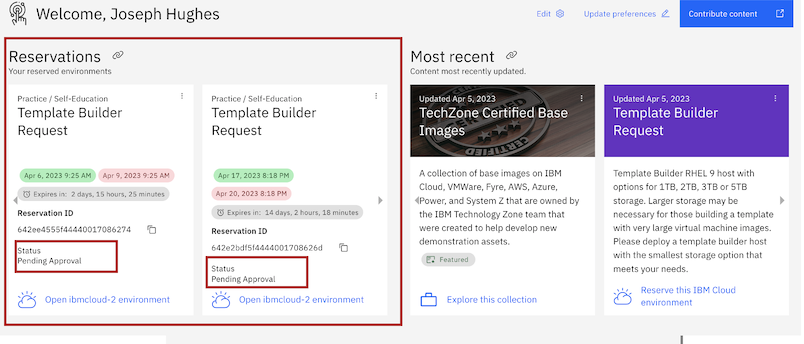 Welcome, Joseph Hughes
Edit
Update preferences
Contribute content
Reservations
Your reserved environments
Practice / Self-Education
Template Builder
Request
Apr 6, 2023 9:25 AM
Apr 9, 2023 9:25 AM
Expires in: 2 days, 15 hours, 25 minutes
Reservation ID
642ee4555f44440017086274
Status
Pending Approval
Open ibmcloud-2 environment
Practice / Self-Education
Template Builder
Request
Apr 17, 2023 8:18 PM
Apr 20, 2023 8:18 PM
Expires in: 14 days, 2 hours, 18 minutes
Reservation ID
642e2bdf5f4444001708626d
Status
Pending Approval
Open ibmcloud-2 environment
Most recent
Content most recently updated.
Updated Apr 5, 2023
TechZone Certified Base
Images
A collection of base images on IBM
Cloud, VMWare, Fyre, AWS, Azure,
Power, and System Z that are owned by
the IBM Technology Zone team that
were created to help develop new
demonstration assets.
Featured
Explore this collection
Updated Apr 5, 2023
Template Builder
Request
Template Builder RHEL 9 host with
options for 1TB, 2TB, 3TB or 5TB
storage. Larger storage may be
necessary for those building a template
with very large virtual machine images.
Please deploy a template builder host
with the smallest storage option that
meets your needs.
Reserve this IBM Cloud
environment